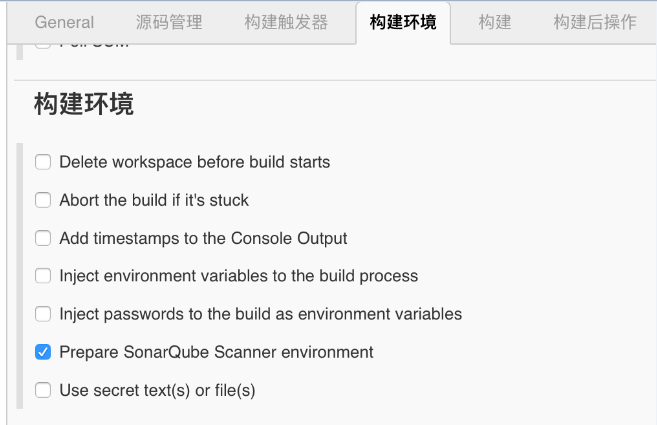 General 源码管理 构建触发器 构建环境 构建 构建后操作
Poll SCM
构建环境
Delete workspace before build starts
Abort the build if it's stuck
Add timestamps to the Console Output
Inject environment variables to the build process
Inject passwords to the build as environment variables
Prepare SonarQube Scanner environment
Use secret text(s) or file(s)